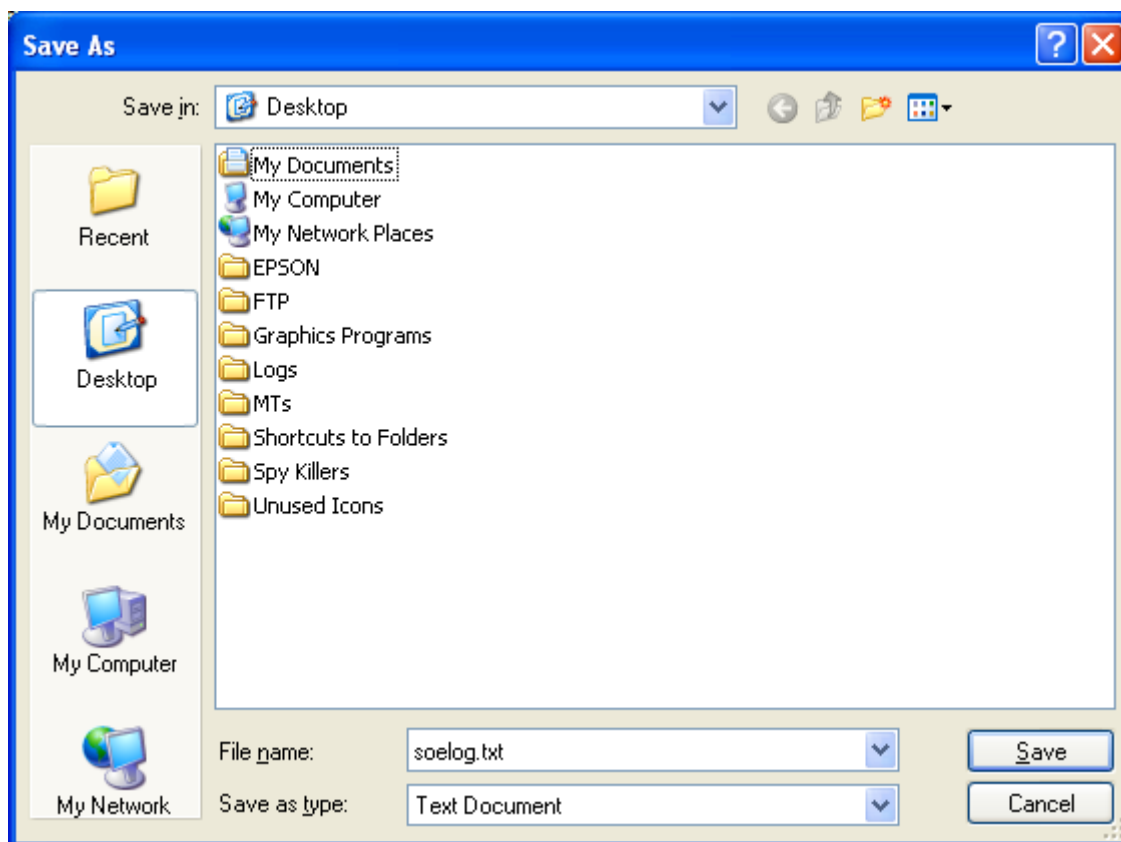 Save As
Save in: Desktop
My Documents
My Computer
My Network Places
EPSON
FTP
Graphics Programs
Logs
MTs
Shortcuts to Folders
Spy Killers
Unused Icons
Recent
Desktop
My Documents
My Computer
My Network
File name: soelog.txt Save
Save as type: Text Document Cancel